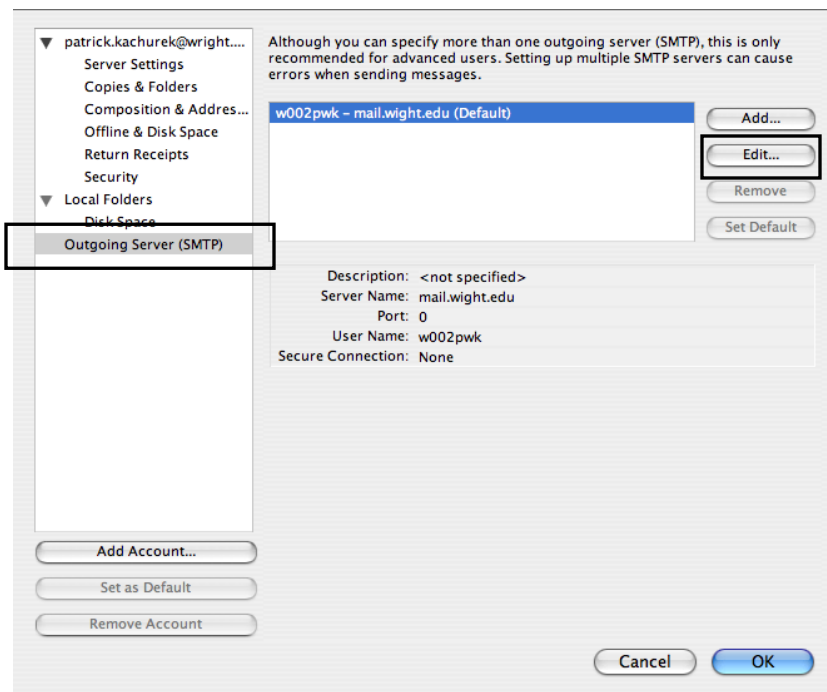 patrick.kachurek@wright....
Server Settings
Copies & Folders
Composition & Addres...
Offline & Disk Space
Return Receipts
Security
Local Folders
Disk Space
Outgoing Server (SMTP)
Add Account...
Set as Default
Remove Account
Although you can specify more than one outgoing server (SMTP), this is only
recommended for advanced users. Setting up multiple SMTP servers can cause
errors when sending messages.
w002pwk – mail.wight.edu (Default)
Add...
Edit...
Remove
Set Default
Description: <not specified>
Server Name: mail.wight.edu
Port: 0
User Name: w002pwk
Secure Connection: None
Cancel
OK